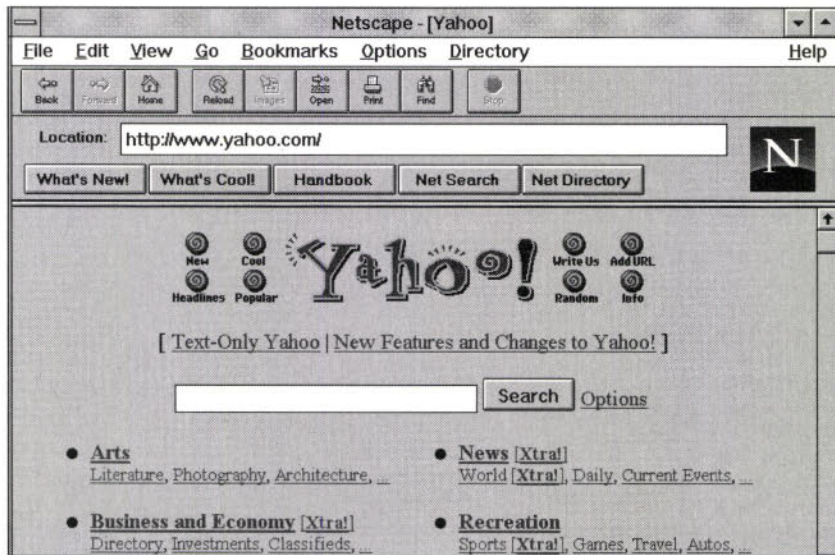 Netscape - [Yahoo]
File Edit View Go Bookmarks Options Directory Help
Back Forward Home Reload Images Open Print Find Stop
Location: http://www.yahoo.com/
N
What's New! What's Cool! Handbook Net Search Net Directory
New Cool Yahoo! Write Us Add URL
Headlines Popular Random Info
[ Text-Only Yahoo | New Features and Changes to Yahoo! ]
Search Options
• Arts
Literature, Photography, Architecture, ...
• News [Xtra!]
World [Xtra!], Daily, Current Events, ...
• Business and Economy [Xtra!]
Directory, Investments, Classifieds, ...
• Recreation
Sports [Xtra!], Games, Travel, Autos, ...